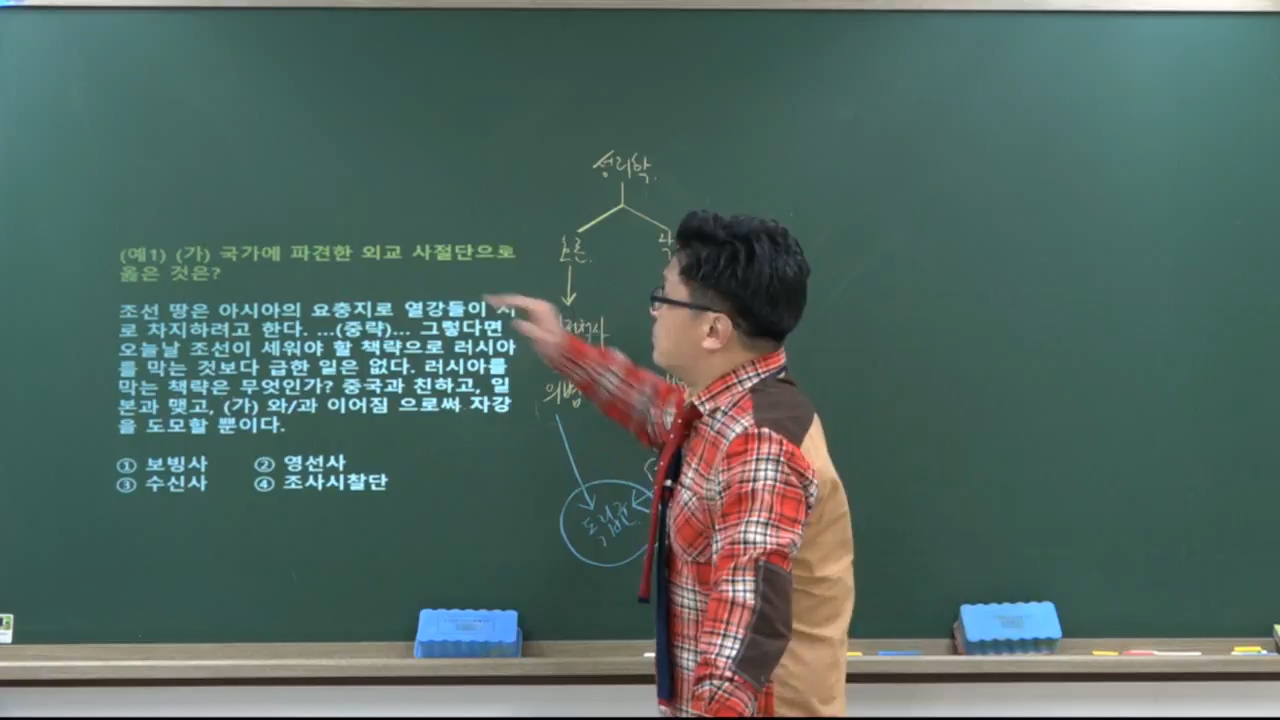 (예1) (가) 국가에 파견한 외교 사절단으로
옳은 것은?
조선 땅은 아시아의 요충지로 열강들이 서
로 차지하려고 한다. ...(중략)... 그렇다면
오늘날 조선이 세워야 할 책략으로 러시아
를 막는 것보다 급한 일은 없다. 러시아를
막는 책략은 무엇인가? 중국과 친하고, 일
본과 맺고, (가) 와/과 이어짐 으로써 자강
을 도모할 뿐이다.
① 보빙사 ② 영선사
③ 수신사 ④ 조사시찰단
성리학
호론
의병
독립군